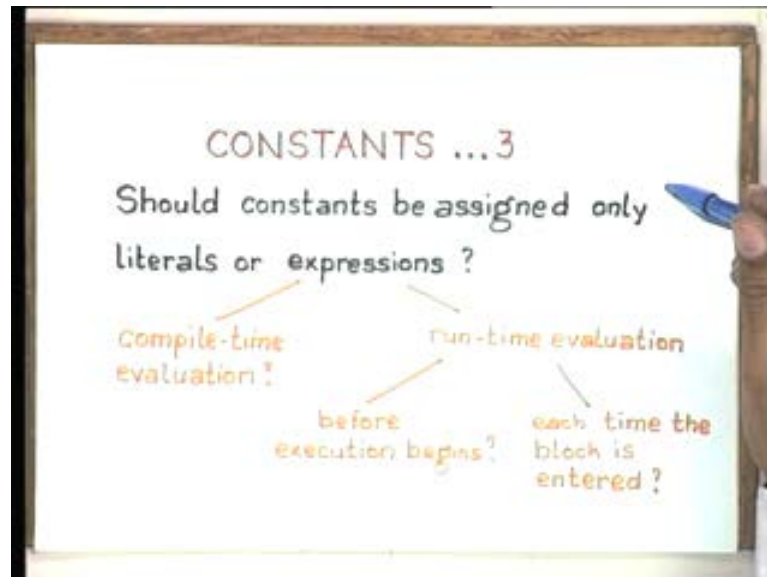 CONSTANTS ...3
Should constants be assigned only
literals or expressions ?
compile-time
evaluation?
run-time evaluation
before
execution begins?
each time the
block is
entered ?